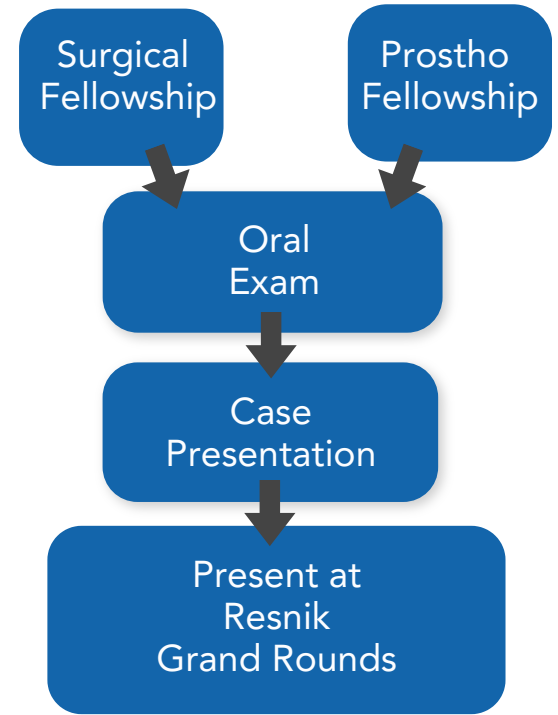 Surgical
Fellowship
Prostho
Fellowship
Oral
Exam
Case
Presentation
Present at
Resnik
Grand Rounds